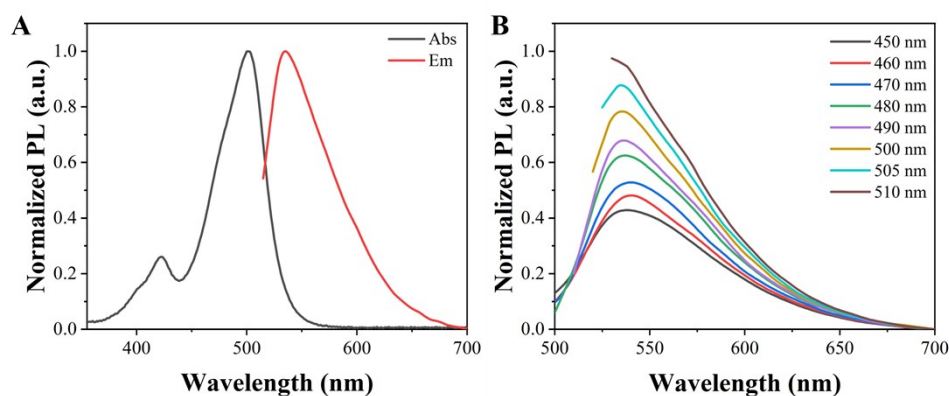 A
Normalized PL (a.u.)
1.0
0.8
0.6
0.4
0.2
0.0
400
500
600
700
Wavelength (nm)
Abs
Em
B
Normalized PL (a.u.)
1.0
0.8
0.6
0.4
0.2
0.0
500
550
600
650
700
Wavelength (nm)
450 nm
460 nm
470 nm
480 nm
490 nm
500 nm
505 nm
510 nm